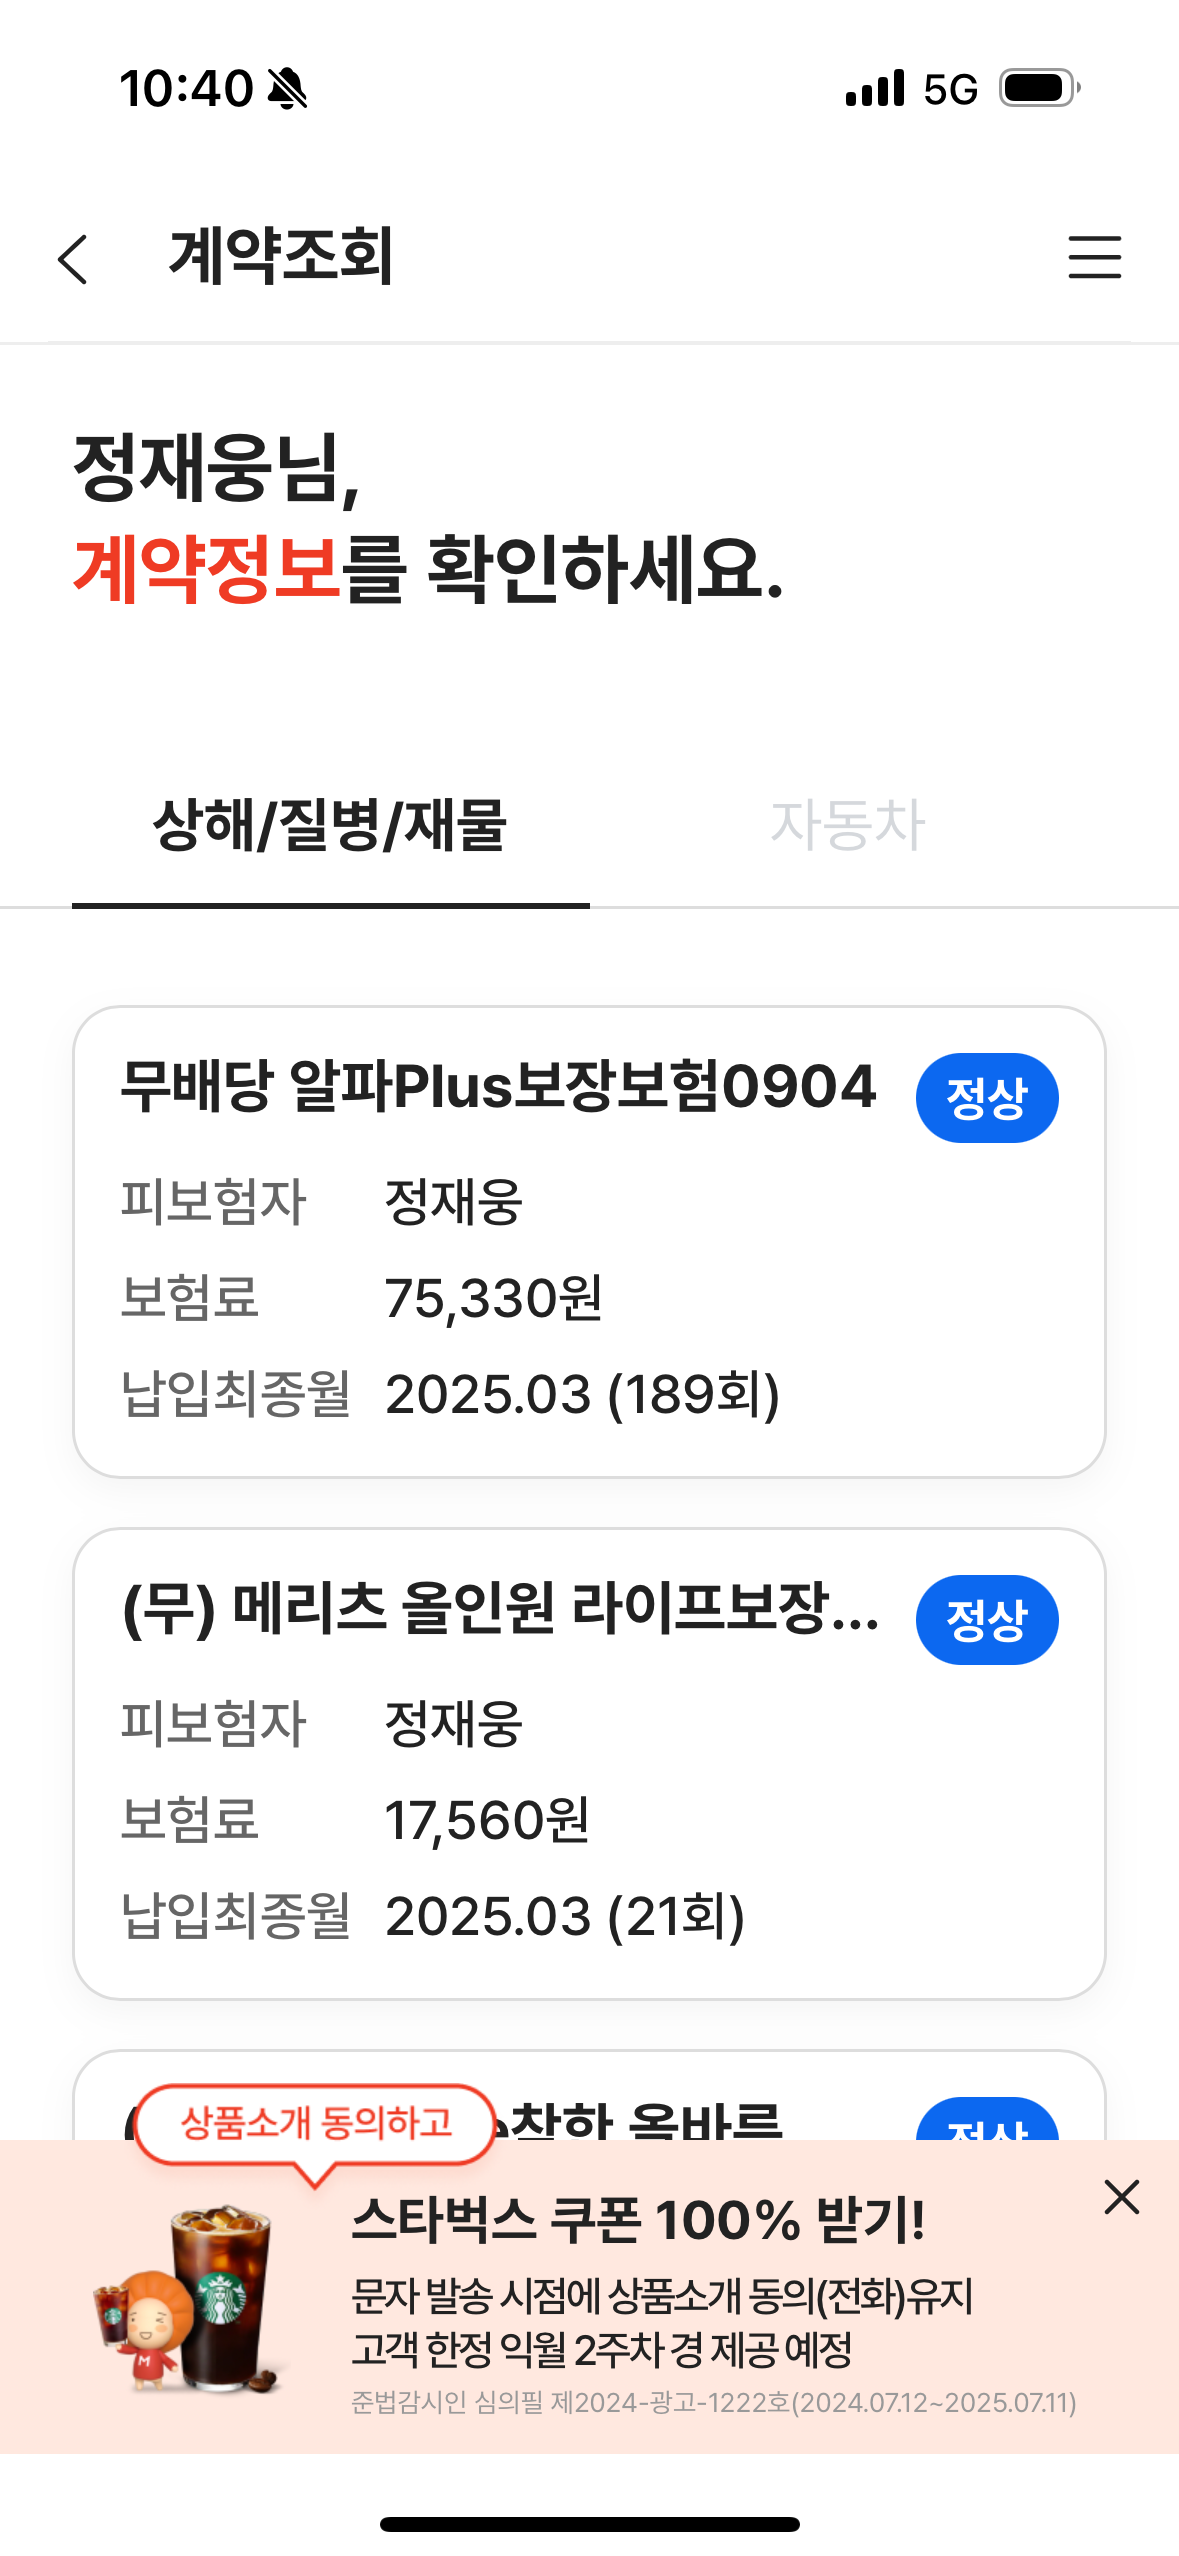 10:40
5G
계약조회
정재웅님,
계약정보를 확인하세요.
상해/질병/재물
자동차
무배당 알파Plus보장보험0904
정상
피보험자 정재웅
보험료 75,330원
납입최종월 2025.03 (189회)
(무) 메리츠 올인원 라이프보장...
정상
피보험자 정재웅
보험료 17,560원
납입최종월 2025.03 (21회)
정상
상품소개 동의하고
스타벅스 쿠폰 100% 받기!
문자 발송 시점에 상품소개 동의(전화)유지
고객 한정 익월 2주차 경 제공 예정
준법감시인 심의필 제2024-광고-1222호(2024.07.12~2025.07.11)
M